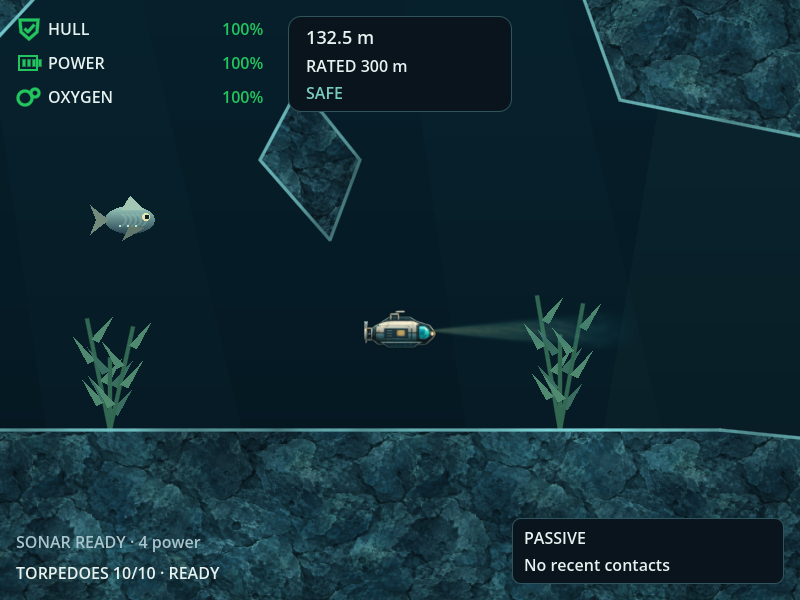 HULL 100%
POWER 100%
OXYGEN 100%
132.5 m
RATED 300 m
SAFE
SONAR READY · 4 power
TORPEDOES 10/10 · READY
PASSIVE
No recent contacts